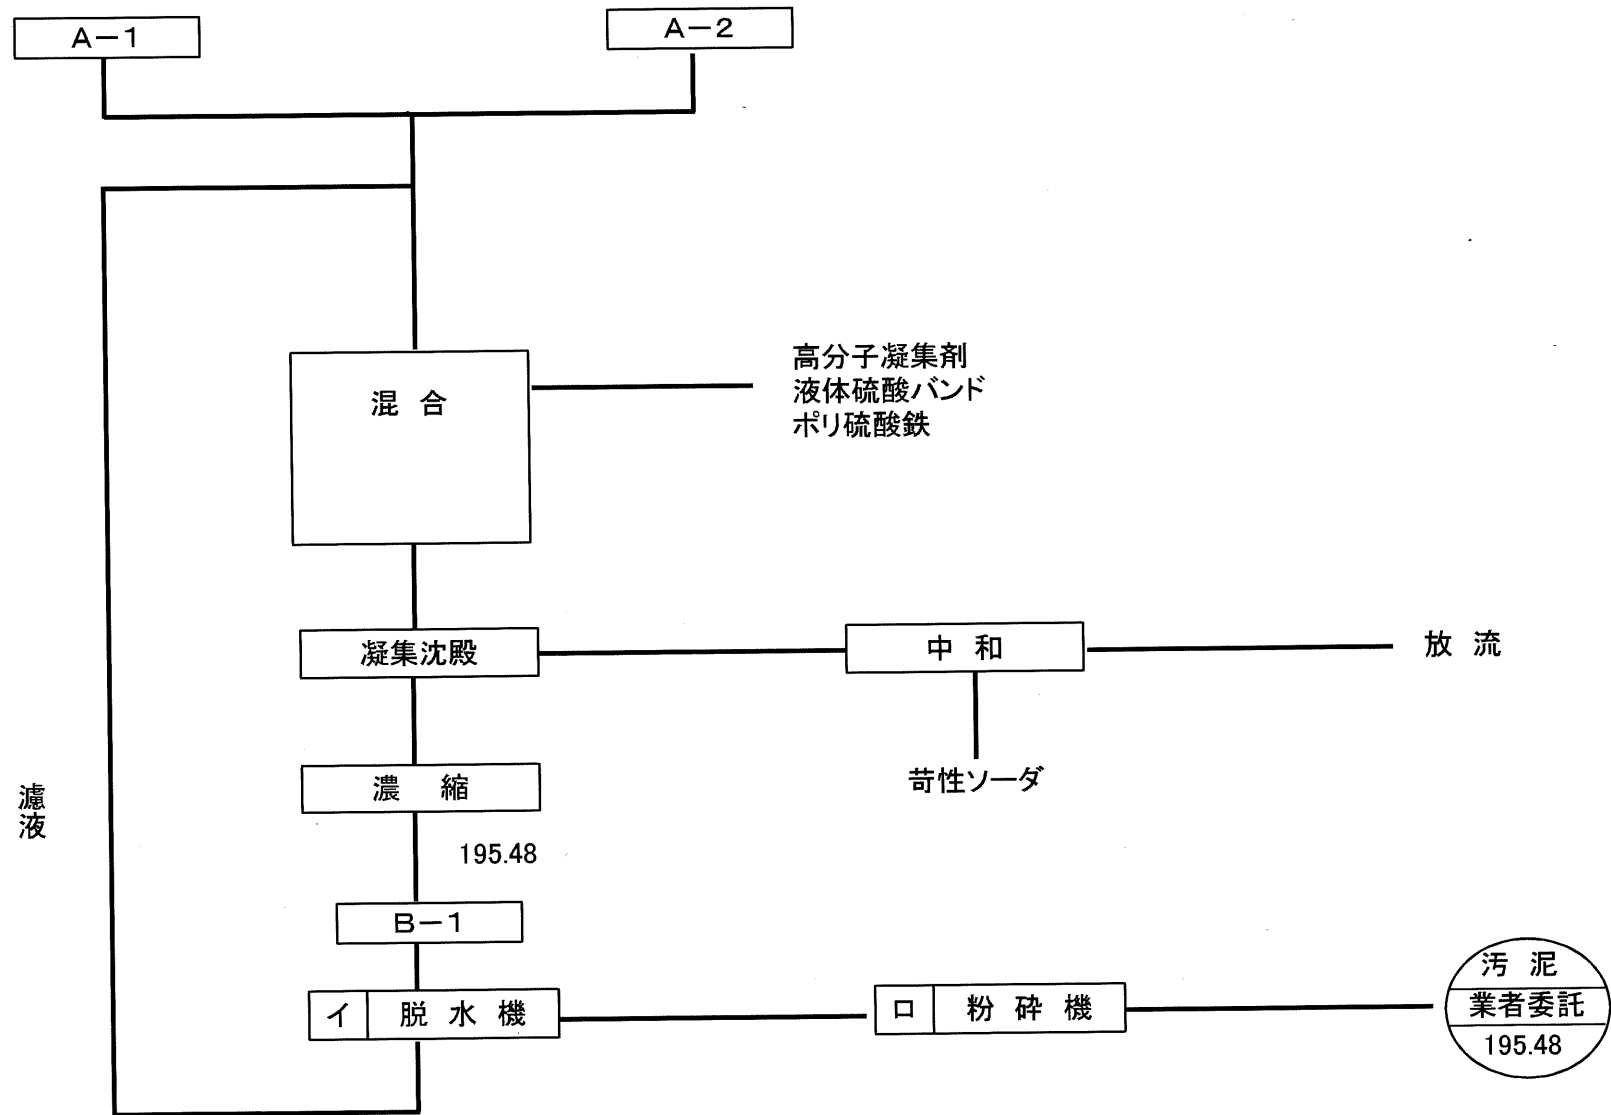 A－1
A－2
混 合
高分子凝集剤
液体硫酸バンド
ポリ硫酸鉄
凝集沈殿
中 和
放 流
苛性ソーダ
濃 縮
濾液
195.48
B－1
イ 脱 水 機
ロ 粉 砕 機
汚 泥
業者委託
195.48